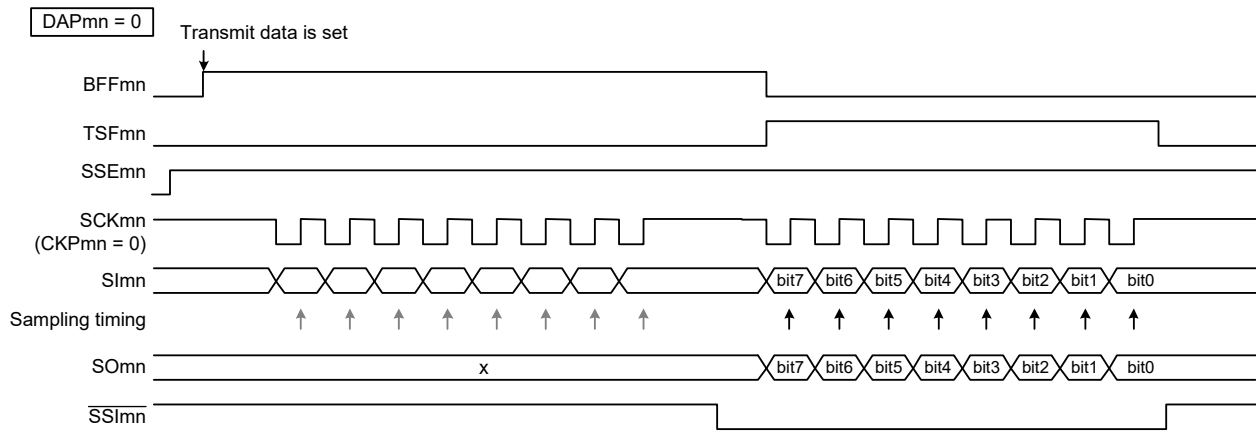 DAPmn = 0
Transmit data is set
BFFmn
TSFmn
SSEmn
SCKmn
(CKPmn = 0)
SImn
bit7 bit6 bit5 bit4 bit3 bit2 bit1 bit0
Sampling timing
SOmn
x
bit7 bit6 bit5 bit4 bit3 bit2 bit1 bit0
SSImn